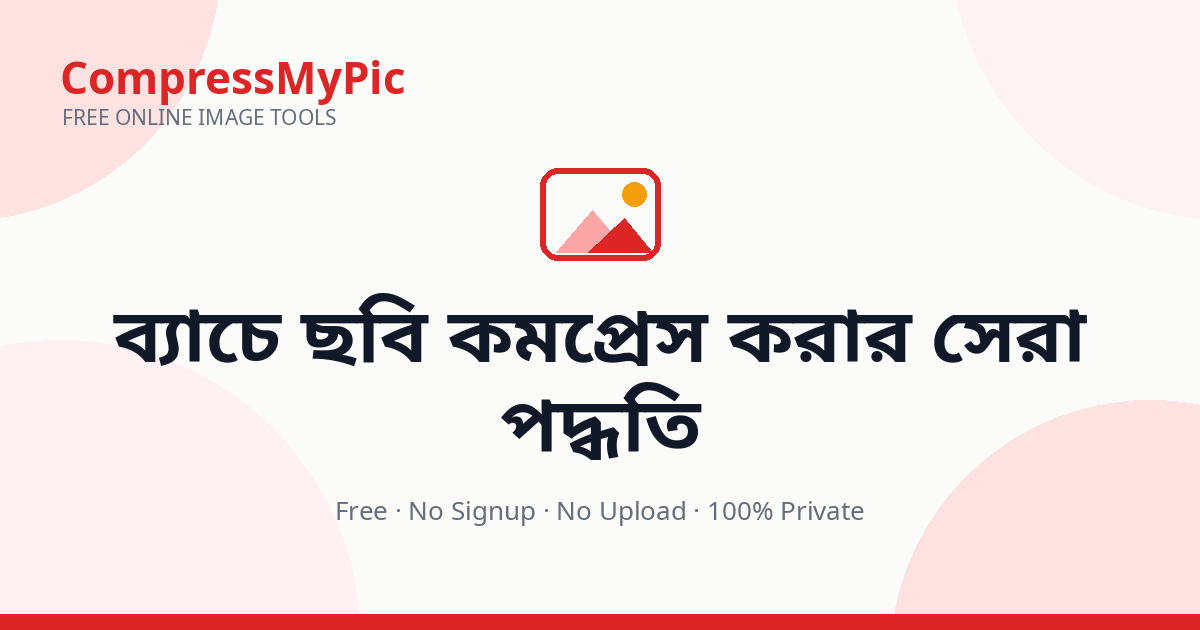 CompressMyPic
FREE ONLINE IMAGE TOOLS
ব্যাচে ছবি কমপ্রেস করার সেরা
পদ্ধতি
Free · No Signup · No Upload · 100% Private